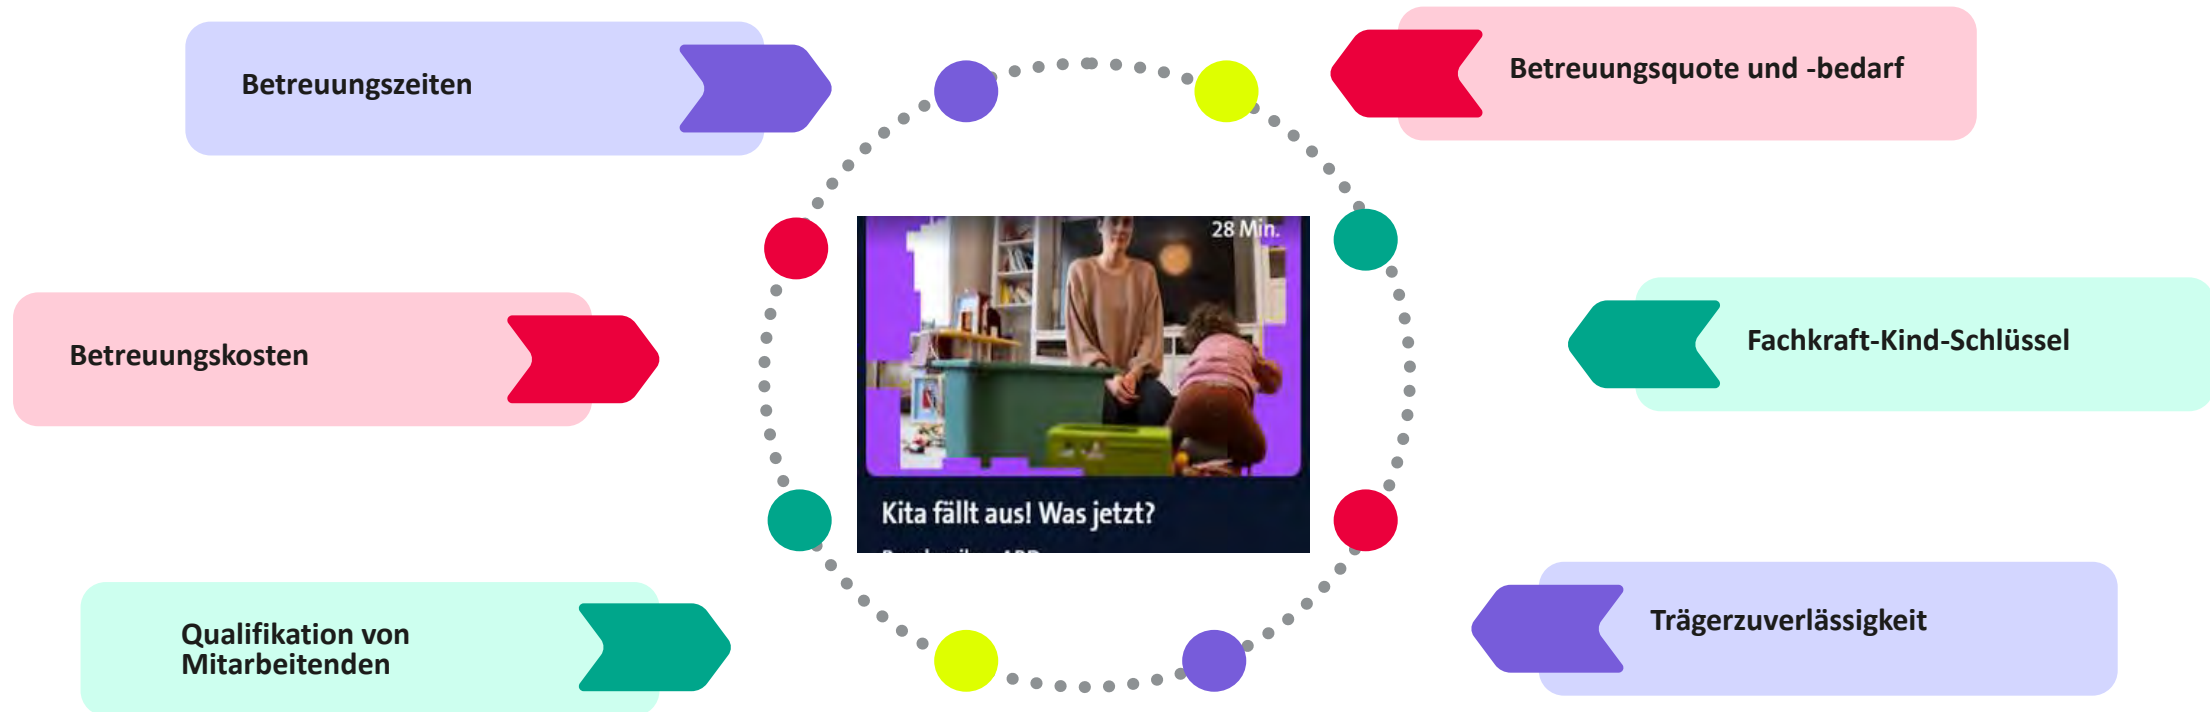 Betreuungszeiten
Betreuungsquote und -bedarf
28 Min.
Betreuungskosten
Fachkraft-Kind-Schlüssel
Kita fällt aus! Was jetzt?
Qualifikation von
Mitarbeitenden
Trägerzuverlässigkeit